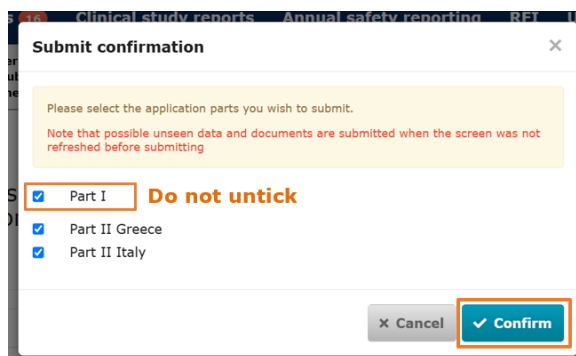 16 Clinical study reports Annual safety reporting RFI
Submit confirmation ×
Please select the application parts you wish to submit.
Note that possible unseen data and documents are submitted when the screen was not
refreshed before submitting
Part I Do not untick
Part II Greece
Part II Italy
× Cancel ✓ Confirm